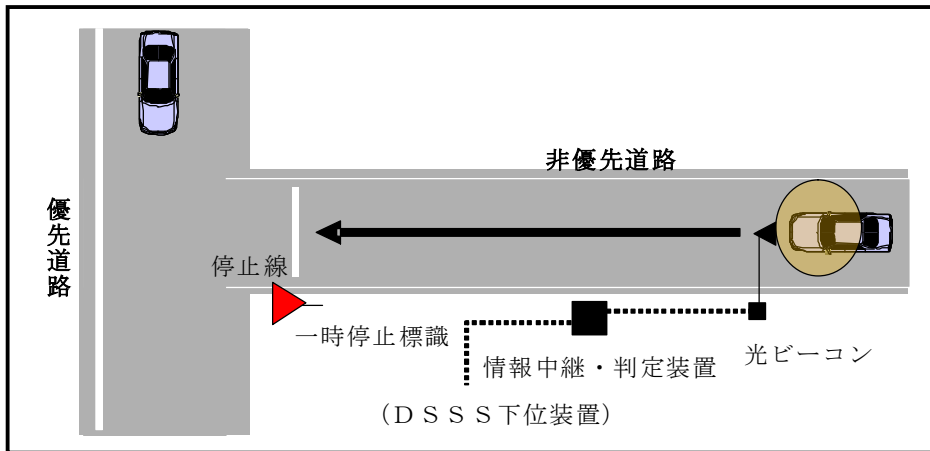 非優先道路
優先道路
停止線
一時停止標識
情報中継・判定装置
光ビーコン
（ＤＳＳＳ下位装置）